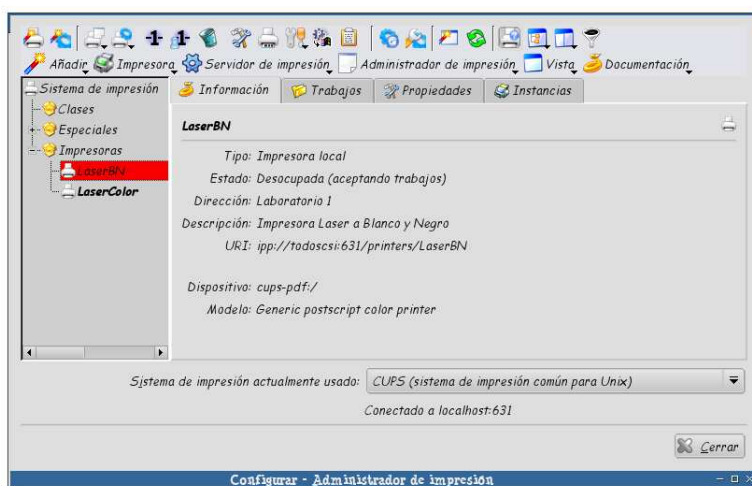 Añadir Impresora Servidor de impresión Administrador de impresión Vista Documentación
Sistema de impresión
Clases
Especiales
Impresoras
LaserBN
LaserColor
Información Trabajos Propiedades Instancias
LaserBN
Tipo: Impresora local
Estado: Desocupada (aceptando trabajos)
Dirección: Laboratorio 1
Descripción: Impresora Laser a Blanco y Negro
URI: ipp://todoscsi:631/printers/LaserBN
Dispositivo: cups-pdf:/
Modelo: Generic postscript color printer
Sistema de impresión actualmente usado: CUPS (sistema de impresión común para Unix)
Conectado a localhost:631
Cerrar
Configurar - Administrador de impresión